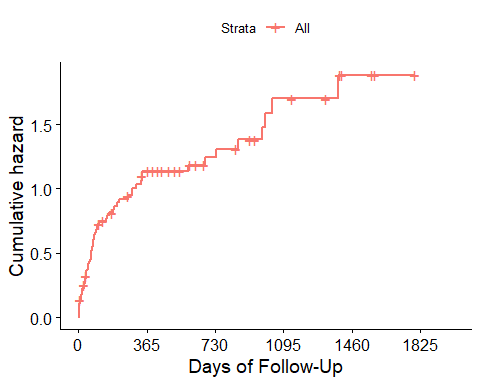 Strata All
Cumulative hazard
1.5
1.0
0.5
0.0
0 365 730 1095 1460 1825
Days of Follow-Up